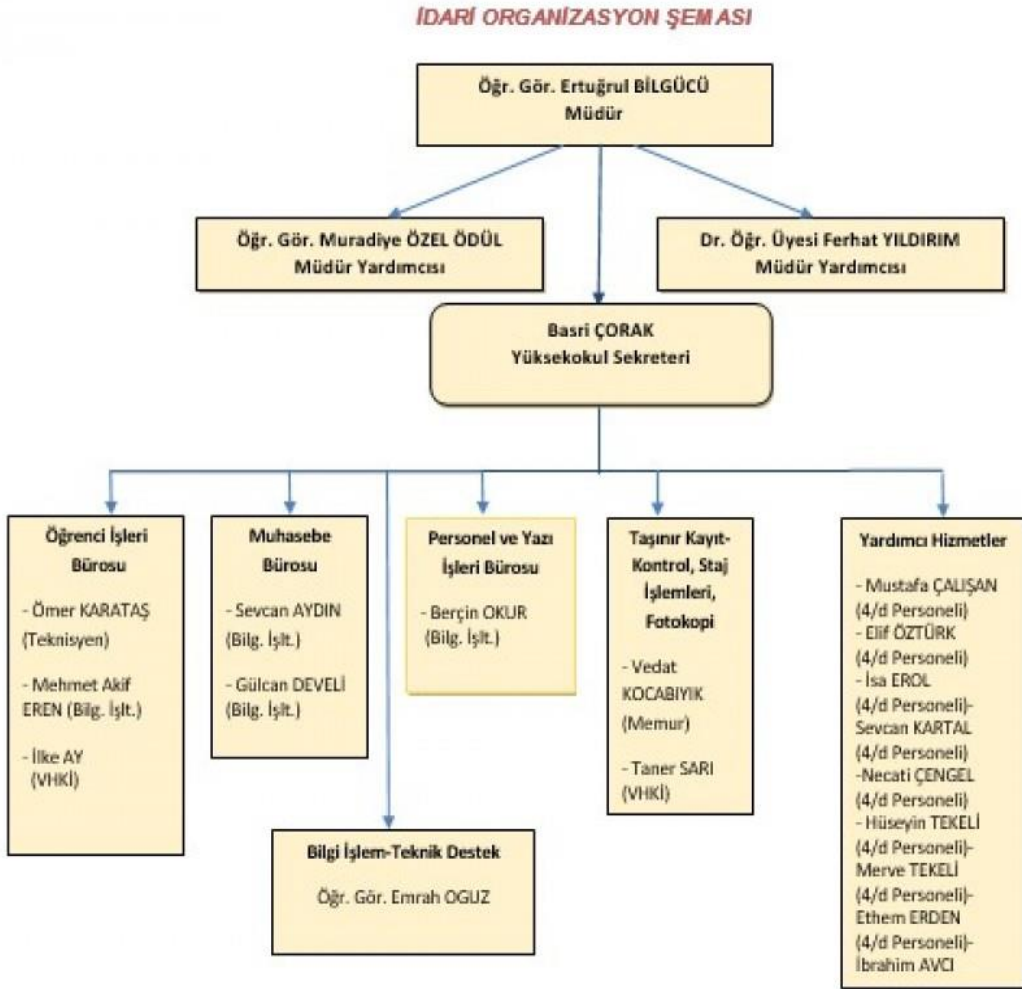 İDARİ ORGANİZASYON ŞEMASI
Öğr. Gör. Ertuğrul BİLGÜCÜ
Müdür
Öğr. Gör. Muradiye ÖZEL ÖDÜL
Müdür Yardımcısı
Dr. Öğr. Üyesi Ferhat YILDIRIM
Müdür Yardımcısı
Basri ÇORAK
Yüksekokul Sekreteri
Öğrenci İşleri
Bürosu
- Ömer KARATAŞ
(Teknisyen)
- Mehmet Akif
EREN (Bilg. İşlt.)
- İlke AY
(VHKİ)
Muhasebe
Bürosu
- Sevcan AYDIN
(Bilg. İşlt.)
- Gülcan DEVELİ
(Bilg. İşlt.)
Personel ve Yazı
İşleri Bürosu
- Berçin OKUR
(Bilg. İşlt.)
Taşınır Kayıt-
Kontrol, Staj
İşlemleri,
Fotokopi
- Vedat
KOCABIYIK
(Memur)
- Taner SARI
(VHKİ)
Yardımcı Hizmetler
- Mustafa ÇALIŞAN
(4/d Personeli)
- Elif ÖZTÜRK
(4/d Personeli)
- İsa EROL
(4/d Personeli)-
Sevcan KARTAL
(4/d Personeli)
-Necati ÇENGEL
(4/d Personeli)
- Hüseyin TEKELİ
(4/d Personeli)-
Merve TEKELİ
(4/d Personeli)-
Ethem ERDEN
(4/d Personeli)-
İbrahim AVCI
Bilgi İşlem-Teknik Destek
Öğr. Gör. Emrah OGUZ